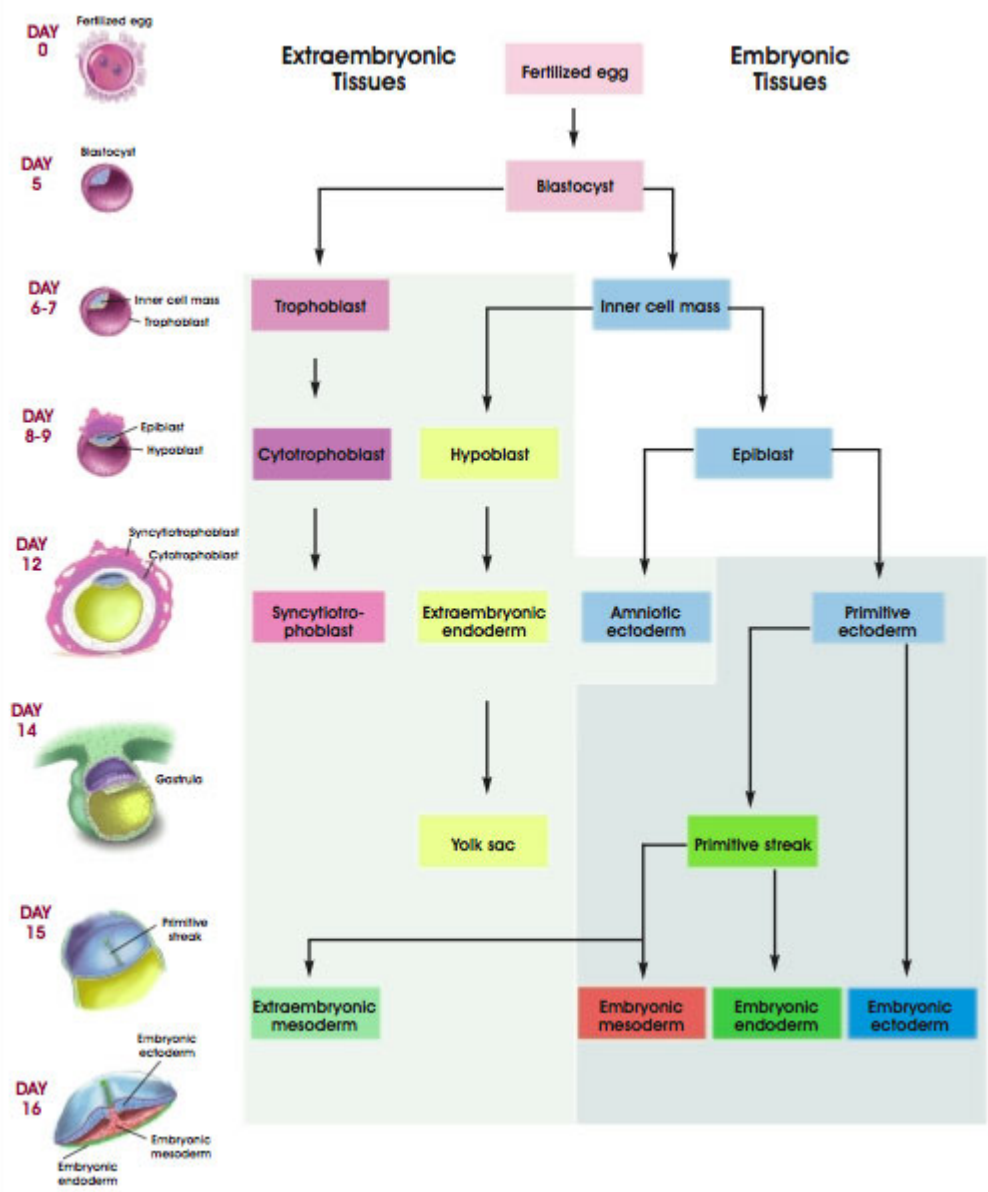 DAY
0
Fertilized egg
Extraembryonic
Tissues
Fertilized egg
Embryonic
Tissues
DAY
5
Blastocyst
Blastocyst
DAY
6-7
Inner cell mass
Trophoblast
Trophoblast
Inner cell mass
DAY
8-9
Epiblast
Hypoblast
Cytotrophoblast
Hypoblast
Epiblast
DAY
12
Syncytiotrophoblast
Cytotrophoblast
Syncytiotro-
phoblast
Extraembryonic
endoderm
Amniotic
ectoderm
Primitive
ectoderm
DAY
14
Gastrula
Yolk sac
Primitive streak
DAY
15
Primitive
streak
Extraembryonic
mesoderm
Embryonic
mesoderm
Embryonic
endoderm
Embryonic
ectoderm
DAY
16
Embryonic
ectoderm
Embryonic
mesoderm
Embryonic
endoderm